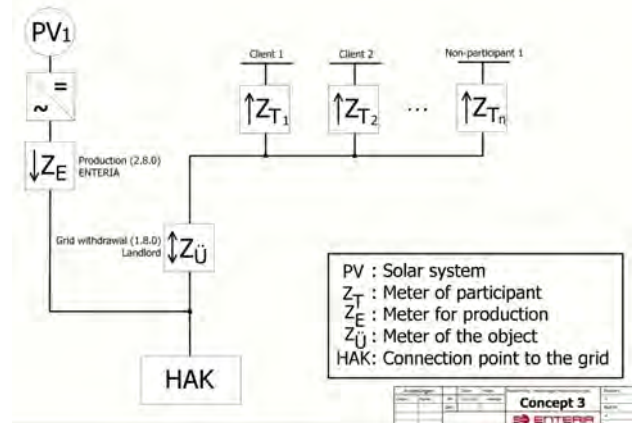 PV1
=
~
ZE
Production (2.8.0)
ENTERIA
Client 1
Client 2
Non-participant 1
ZT1
ZT2
...
ZTn
Grid withdrawal (1.8.0)
Landlord
ZÜ
HAK
PV : Solar system
ZT : Meter of participant
ZE : Meter for production
ZÜ : Meter of the object
HAK: Connection point to the grid
Concept 3
ENTERIA